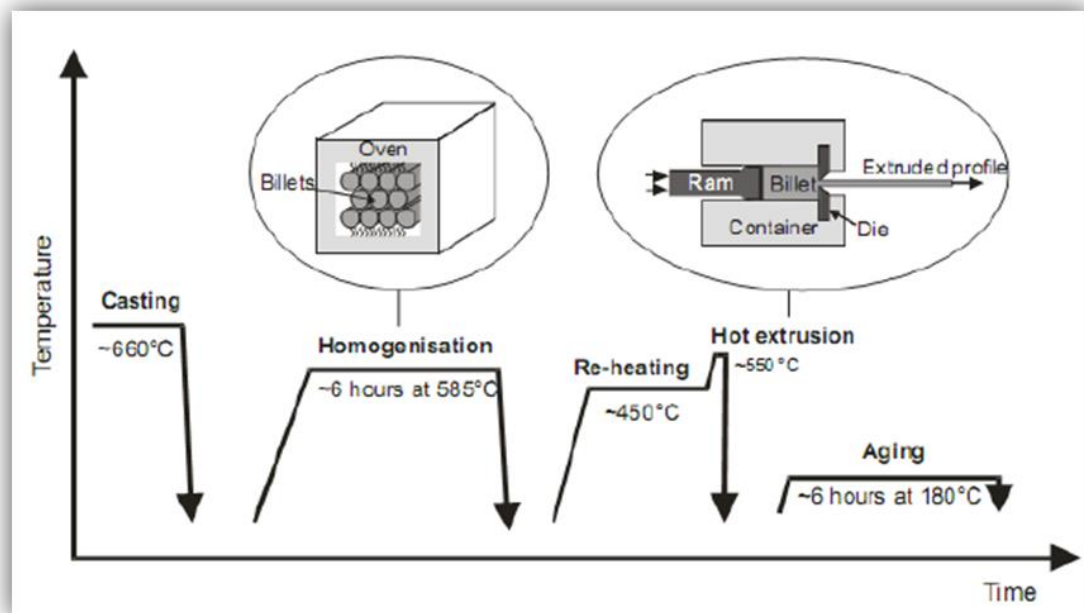 Oven
Billets
Ram
Billet
Extruded profile
Container
Die
Temperature
Casting
~660°C
Homogenisation
~6 hours at 585°C
Re-heating
~450°C
Hot extrusion
~550°C
Aging
~6 hours at 180°C
Time